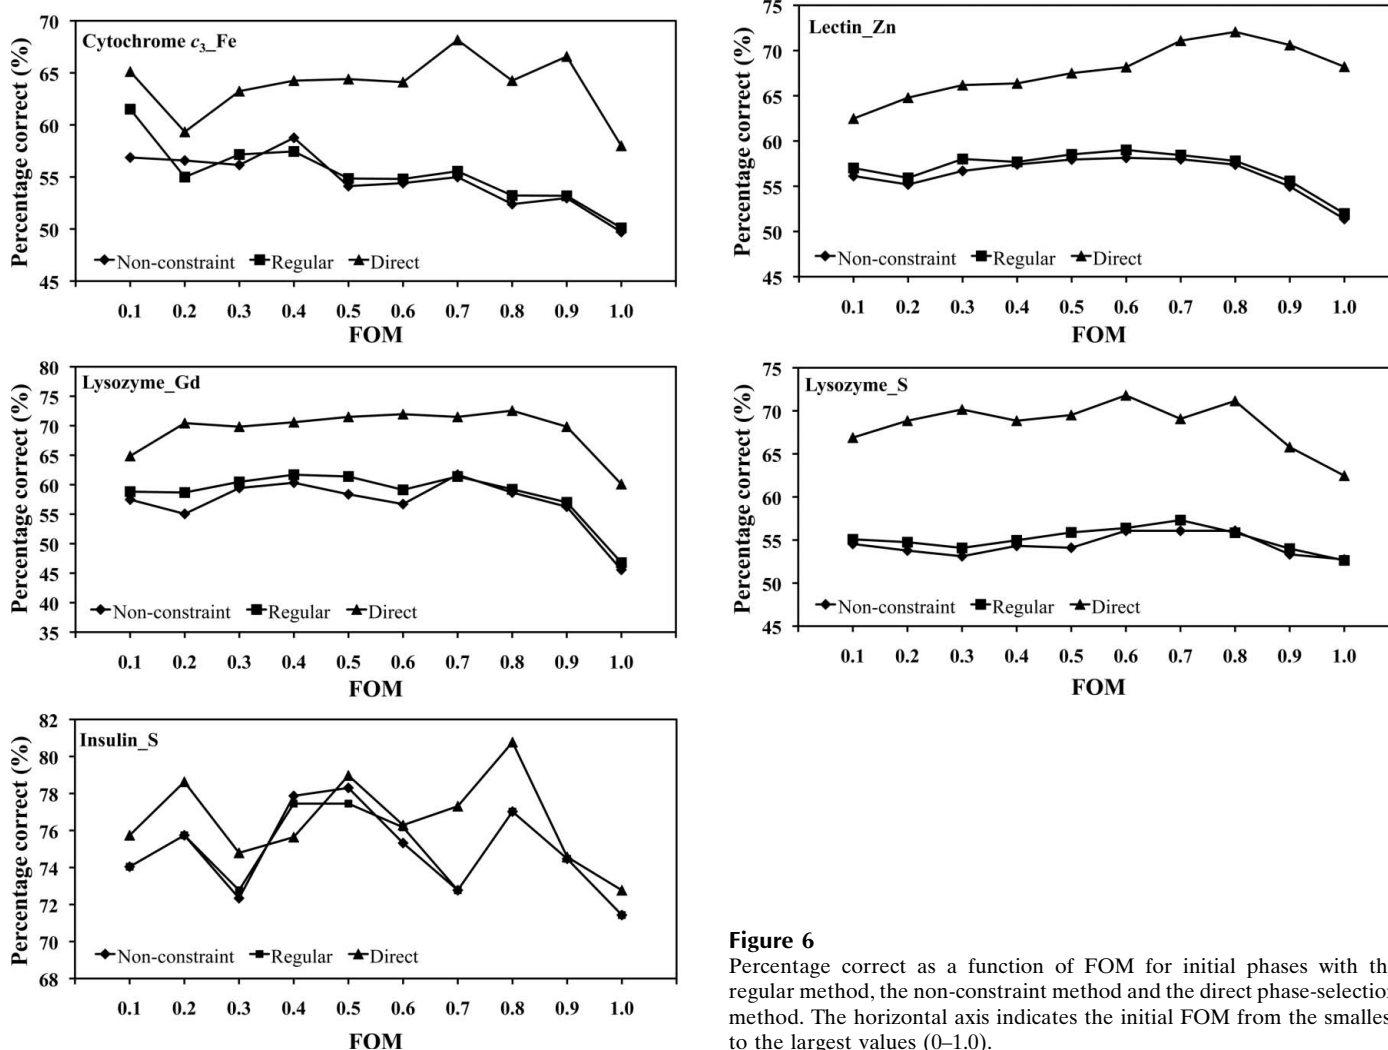 Cytochrome c3_Fe
Percentage correct (%)
70
65
60
55
50
45
Non-constraint Regular Direct
0.1 0.2 0.3 0.4 0.5 0.6 0.7 0.8 0.9 1.0
FOM
Lectin_Zn
Percentage correct (%)
75
70
65
60
55
50
45
Non-constraint Regular Direct
0.1 0.2 0.3 0.4 0.5 0.6 0.7 0.8 0.9 1.0
FOM
Lysozyme_Gd
Percentage correct (%)
80
75
70
65
60
55
50
45
40
35
Non-constraint Regular Direct
0.1 0.2 0.3 0.4 0.5 0.6 0.7 0.8 0.9 1.0
FOM
Lysozyme_S
Percentage correct (%)
75
70
65
60
55
50
45
Non-constraint Regular Direct
0.1 0.2 0.3 0.4 0.5 0.6 0.7 0.8 0.9 1.0
FOM
Insulin_S
Percentage correct (%)
82
80
78
76
74
72
70
68
Non-constraint Regular Direct
0.1 0.2 0.3 0.4 0.5 0.6 0.7 0.8 0.9 1.0
FOM
Figure 6
Percentage correct as a function of FOM for initial phases with th
regular method, the non-constraint method and the direct phase-selection
method. The horizontal axis indicates the initial FOM from the smalles
to the largest values (0–1.0).